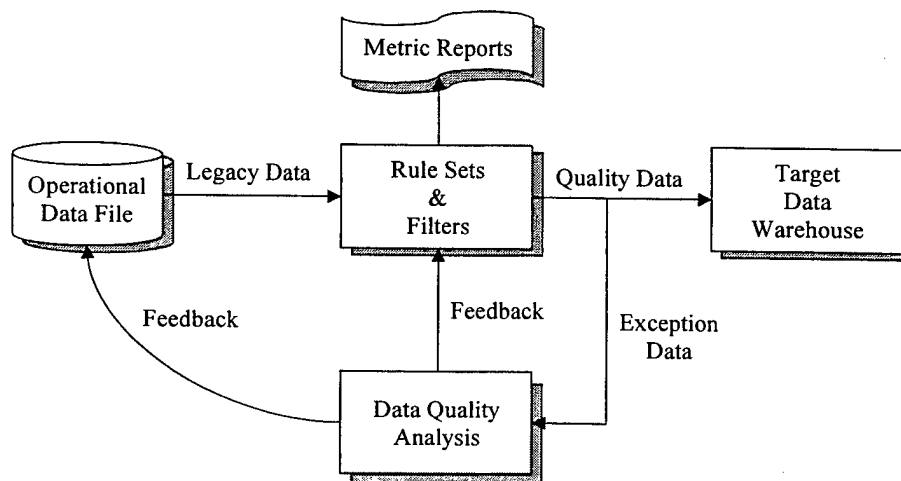 Metric Reports
Operational
Data File
Legacy Data
Rule Sets
&
Filters
Quality Data
Target
Data
Warehouse
Feedback
Feedback
Exception
Data
Data Quality
Analysis